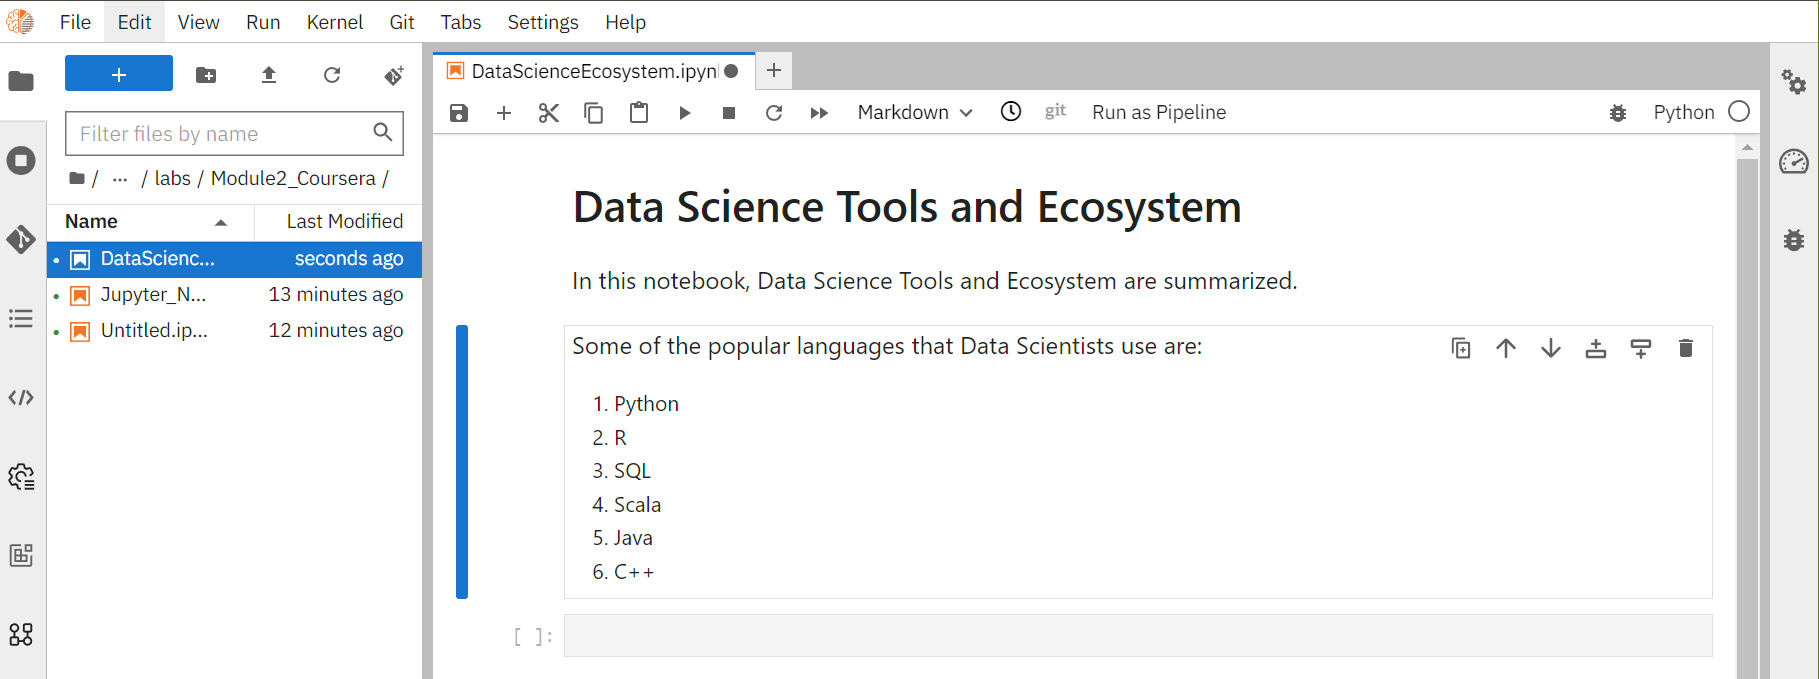 File Edit View Run Kernel Git Tabs Settings Help
+
Filter files by name
/ ... / labs / Module2_Coursera /
Name Last Modified
DataScienc... seconds ago
Jupyter_N... 13 minutes ago
Untitled.ip... 12 minutes ago
DataScienceEcosystem.ipyn
Markdown git Run as Pipeline Python
Data Science Tools and Ecosystem
In this notebook, Data Science Tools and Ecosystem are summarized.
Some of the popular languages that Data Scientists use are:
1. Python
2. R
3. SQL
4. Scala
5. Java
6. C++
[ ]: